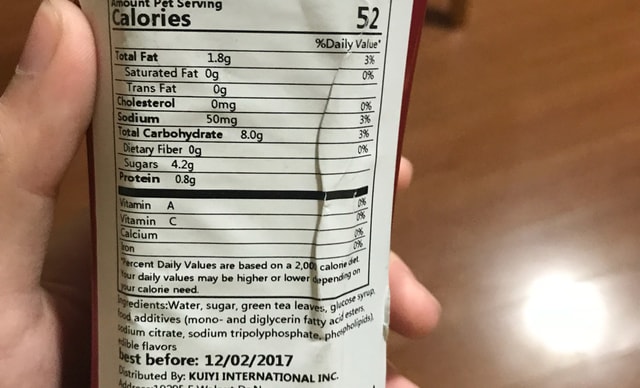 Amount Pet Serving
Calories 52
%Daily Value*
Total Fat 1.8g 3%
Saturated Fat 0g 0%
Trans Fat 0g
Cholesterol 0mg 0%
Sodium 50mg 3%
Total Carbohydrate 8.0g 3%
Dietary Fiber 0g 0%
Sugars 4.2g
Protein 0.8g
Vitamin A 0%
Vitamin C 0%
Calcium 0%
Iron 0%
*Percent Daily Values are based on a 2,00 calorie diet.
Your daily values may be higher or lower depending on
your calorie need.
Ingredients:Water, sugar, green tea leaves, glucose syrup,
food additives (mono- and diglycerin fatty acid esters,
sodium citrate, sodium tripolyphosphate, phospholipids),
edible flavors
best before: 12/02/2017
Distributed By: KUIYI INTERNATIONAL INC.